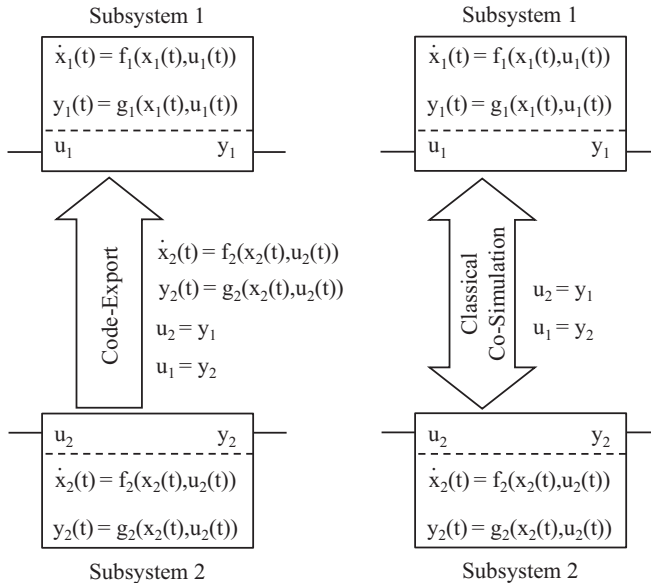 Subsystem 1
ẋ₁(t) = f₁(x₁(t),u₁(t))
y₁(t) = g₁(x₁(t),u₁(t))
u₁ y₁
Code-Export
ẋ₂(t) = f₂(x₂(t),u₂(t))
y₂(t) = g₂(x₂(t),u₂(t))
u₂ = y₁
u₁ = y₂
u₂ y₂
ẋ₂(t) = f₂(x₂(t),u₂(t))
y₂(t) = g₂(x₂(t),u₂(t))
Subsystem 2
Subsystem 1
ẋ₁(t) = f₁(x₁(t),u₁(t))
y₁(t) = g₁(x₁(t),u₁(t))
u₁ y₁
Classical
Co-Simulation
u₂ = y₁
u₁ = y₂
u₂ y₂
ẋ₂(t) = f₂(x₂(t),u₂(t))
y₂(t) = g₂(x₂(t),u₂(t))
Subsystem 2